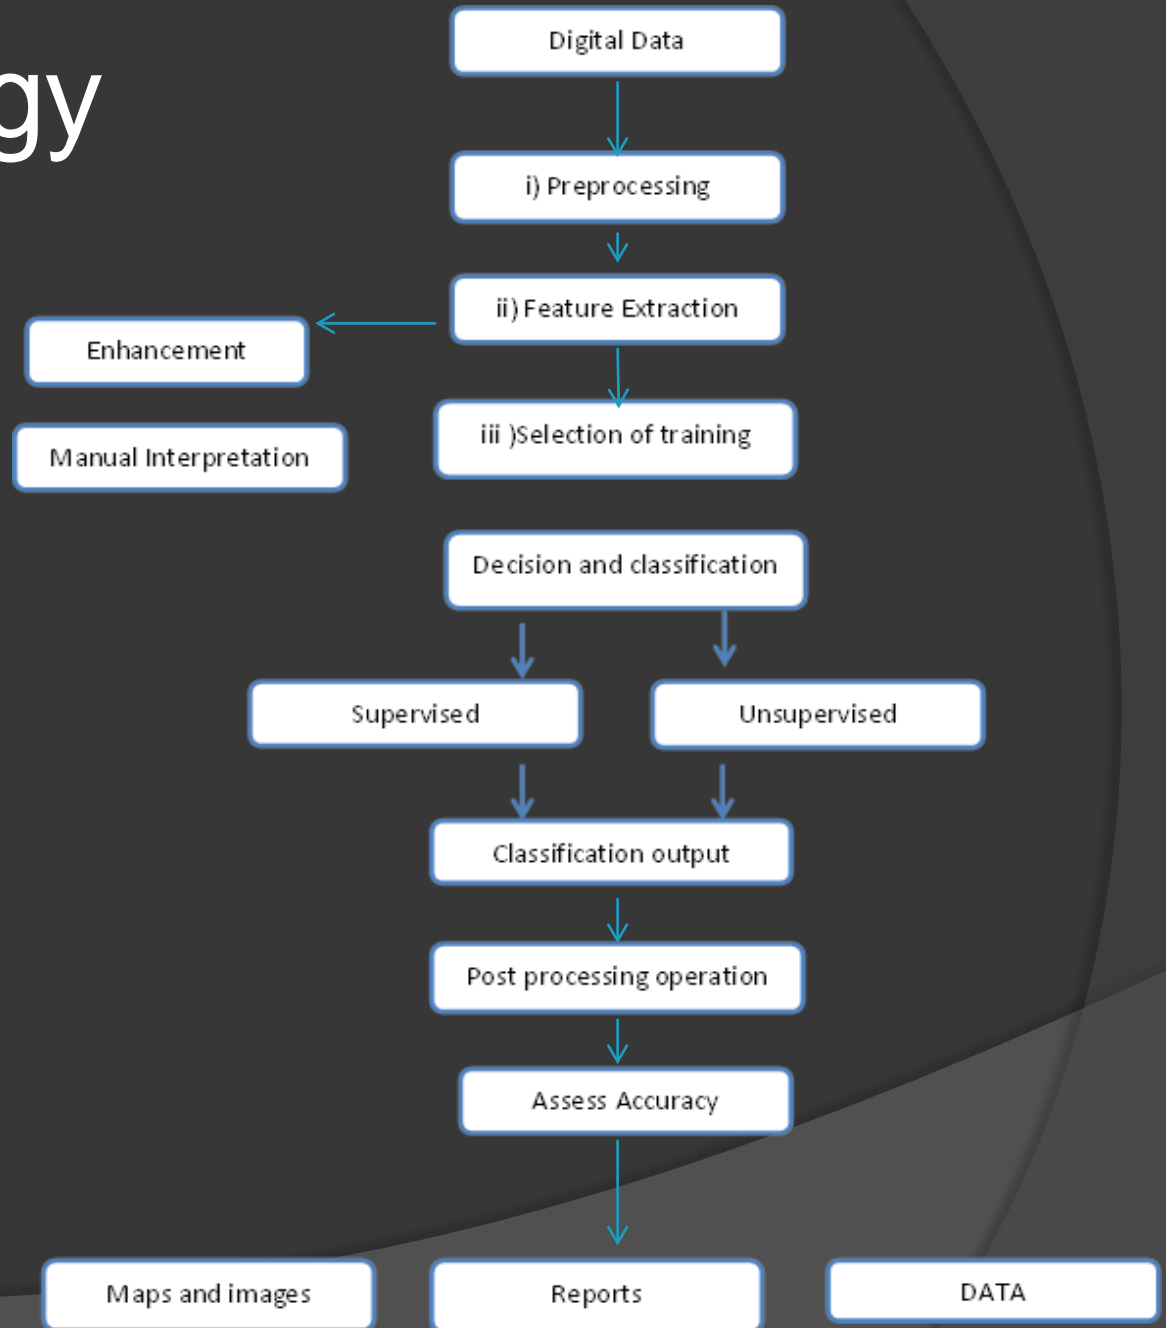 gy
Digital Data
i) Preprocessing
ii) Feature Extraction
Enhancement
iii )Selection of training
Manual Interpretation
Decision and classification
Supervised
Unsupervised
Classification output
Post processing operation
Assess Accuracy
Maps and images
Reports
DATA